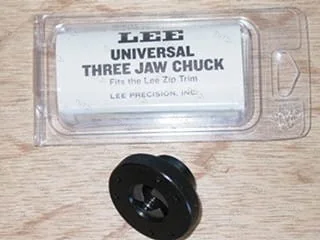 LEE
UNIVERSAL
THREE JAW CHUCK
Fits the Lee Zip Trim
LEE PRECISION, INC.